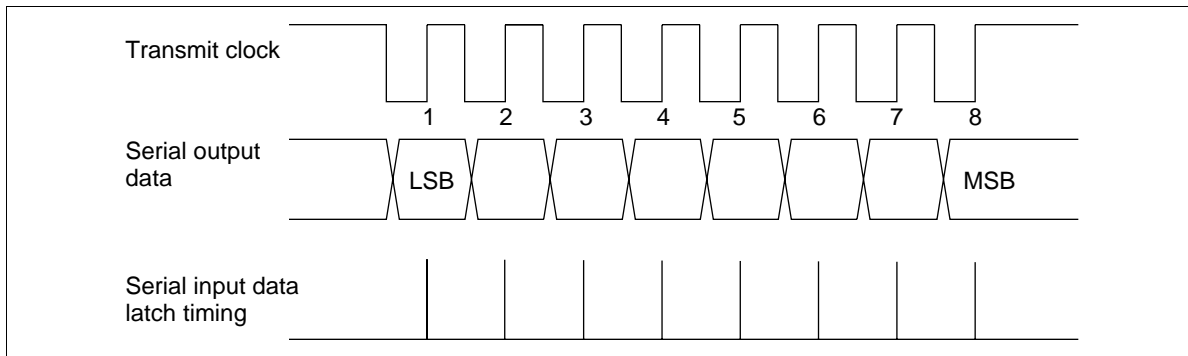 Transmit clock
1 2 3 4 5 6 7 8
Serial output
data
LSB MSB
Serial input data
latch timing